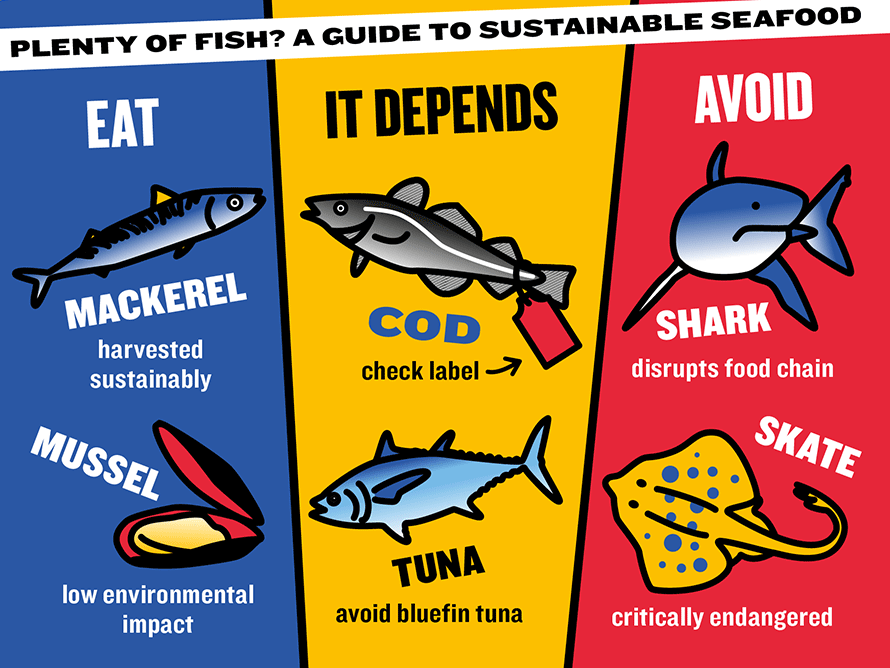 PLENTY OF FISH? A GUIDE TO SUSTAINABLE SEAFOOD
EAT
MACKEREL
harvested
sustainably
MUSSEL
low environmental
impact
IT DEPENDS
COD
check label
TUNA
avoid bluefin tuna
AVOID
SHARK
disrupts food chain
SKATE
critically endangered